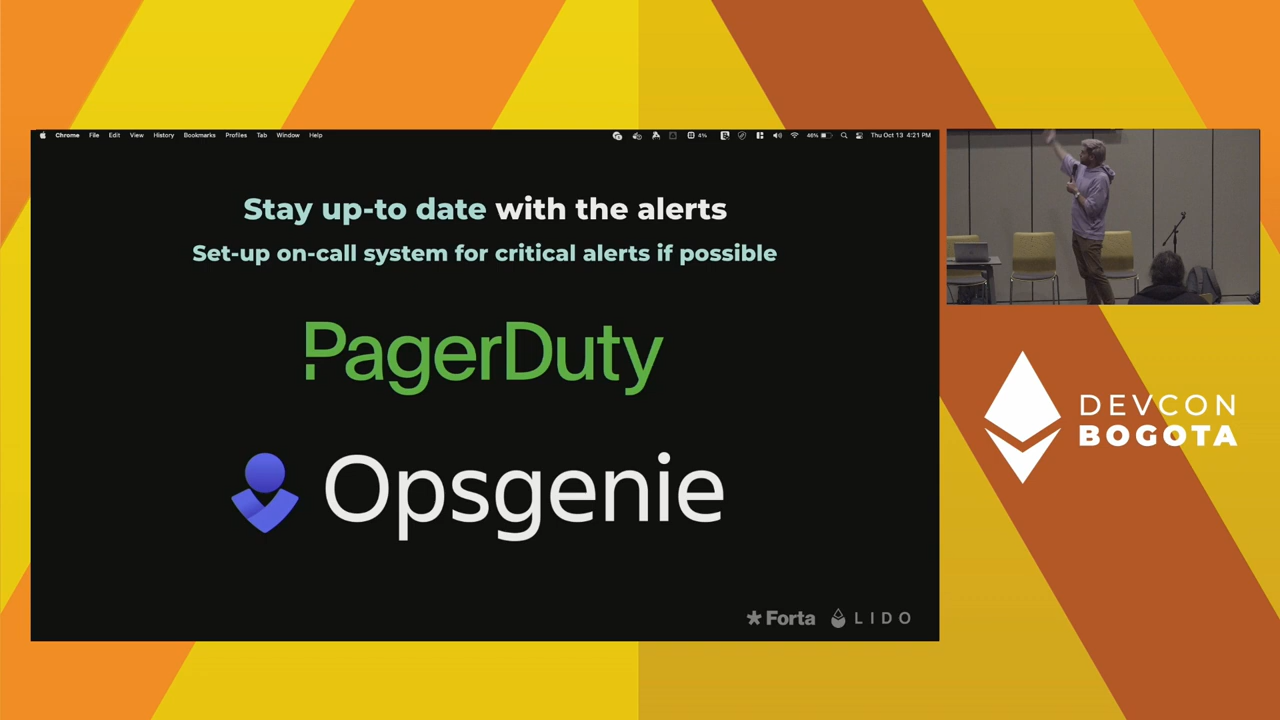 Chrome File Edit View History Bookmarks Profiles Tab Window Help
4%
46%
Thu Oct 13 4:21 PM
Stay up-to date with the alerts
Set-up on-call system for critical alerts if possible
PagerDuty
Opsgenie
Forta
LIDO
DEVCON
BOGOTA